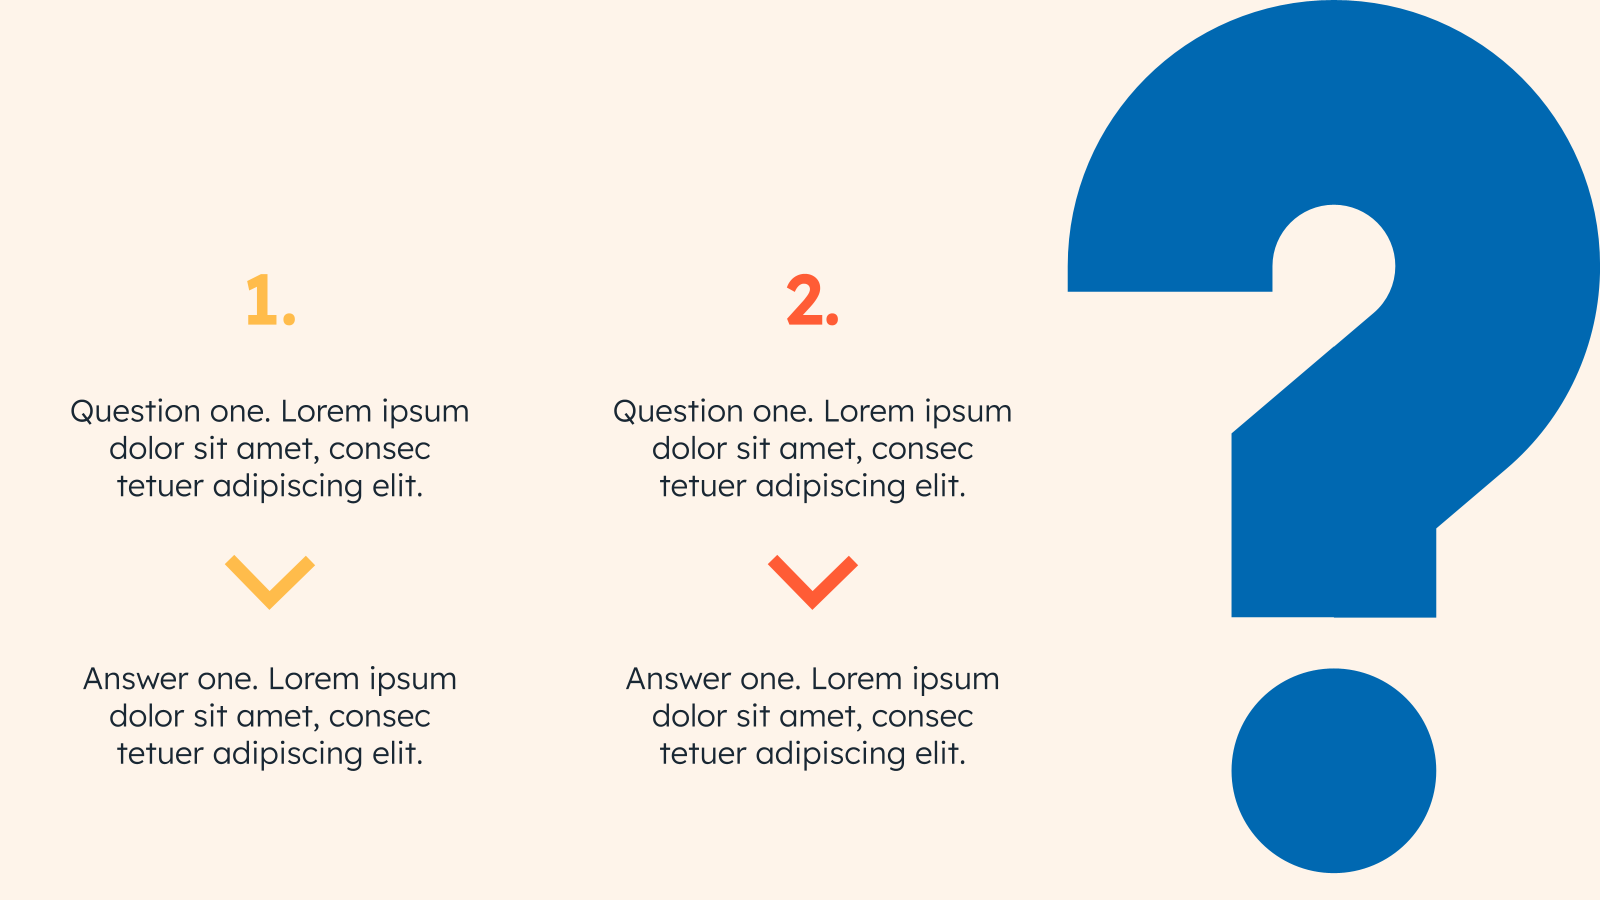 1.
Question one. Lorem ipsum
dolor sit amet, consec
tetuer adipiscing elit.
Answer one. Lorem ipsum
dolor sit amet, consec
tetuer adipiscing elit.
2.
Question one. Lorem ipsum
dolor sit amet, consec
tetuer adipiscing elit.
Answer one. Lorem ipsum
dolor sit amet, consec
tetuer adipiscing elit.
?